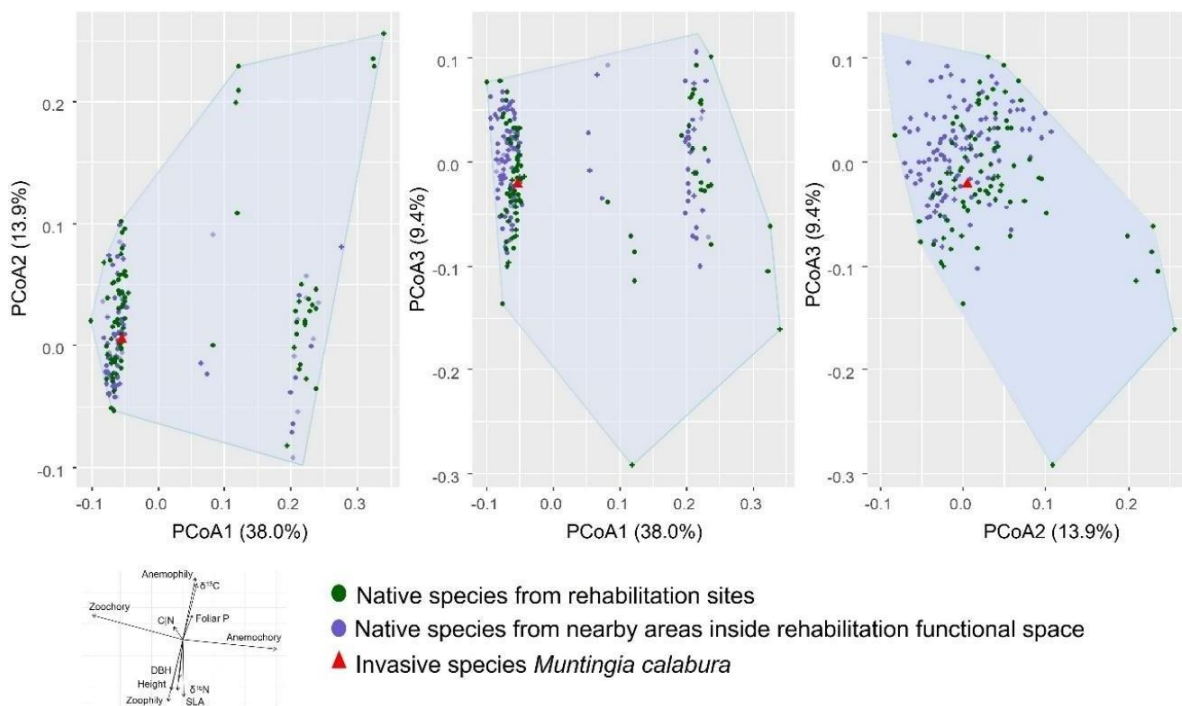 0.2
0.1
0.0
-0.1
PCoA2 (13.9%)
-0.1 0.0 0.1 0.2 0.3
PCoA1 (38.0%)
0.1
0.0
-0.1
-0.2
-0.3
PCoA3 (9.4%)
-0.1 0.0 0.1 0.2 0.3
PCoA1 (38.0%)
0.1
0.0
-0.1
-0.2
-0.3
PCoA3 (9.4%)
-0.1 0.0 0.1 0.2
PCoA2 (13.9%)
Anemophily
δ¹³C
Zoochory
C|N
Foliar P
Anemochory
DBH
Height
δ¹⁵N
Zoophily
SLA
Native species from rehabilitation sites
Native species from nearby areas inside rehabilitation functional space
Invasive species Muntingia calabura